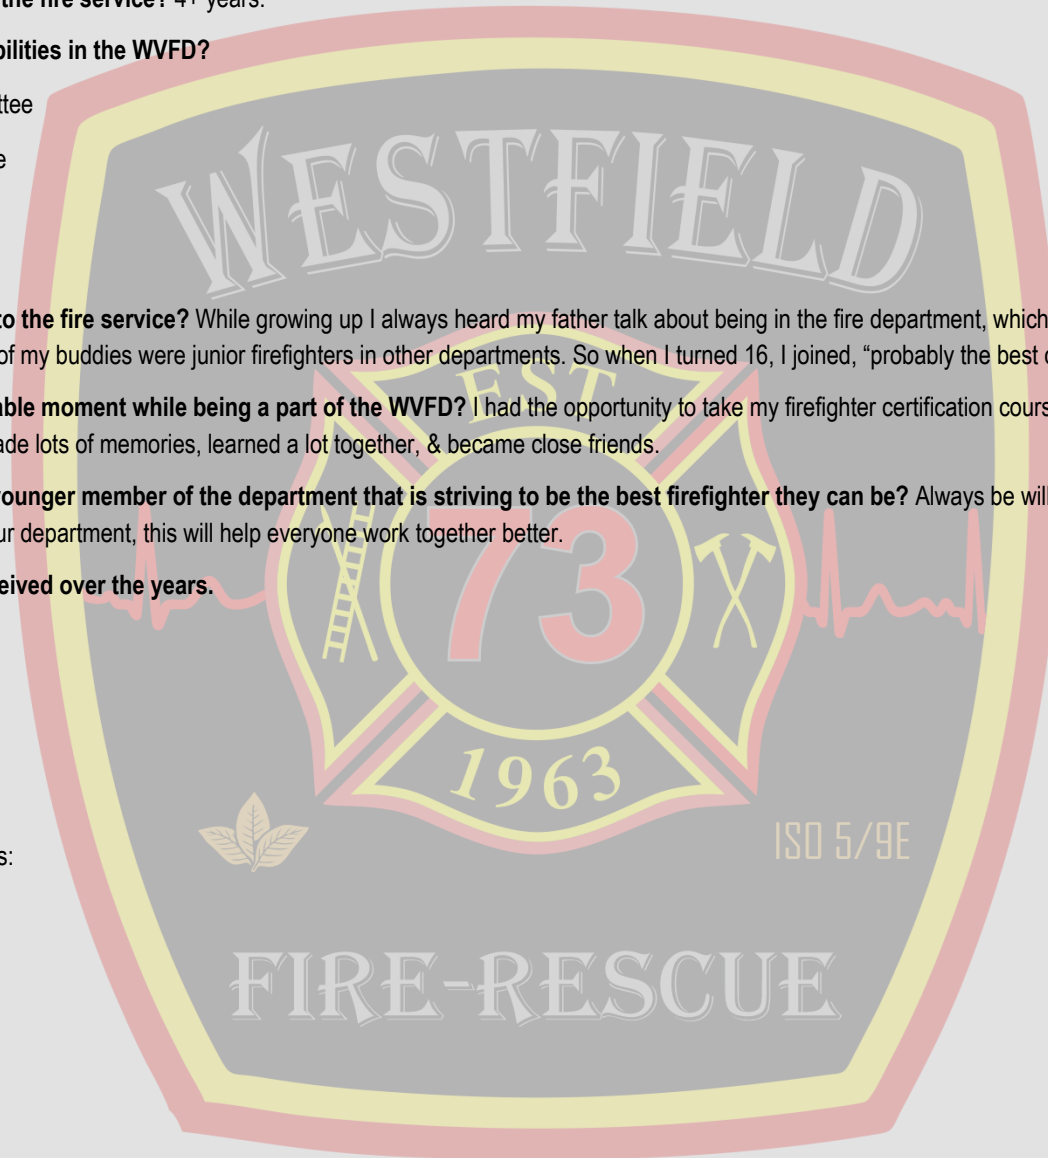 the fire service? 4+ years.
bilities in the WVFD?
ttee
e
WESTFIELD
to the fire service? While growing up I always heard my father talk about being in the fire department, which
of my buddies were junior firefighters in other departments. So when I turned 16, I joined, “probably the best d
EST
able moment while being a part of the WVFD? I had the opportunity to take my firefighter certification cours
ade lots of memories, learned a lot together, & became close friends.
younger member of the department that is striving to be the best firefighter they can be? Always be will
ur department, this will help everyone work together better.
73
eived over the years.
1963
ISO 5/9E
s:
FIRE-RESCUE